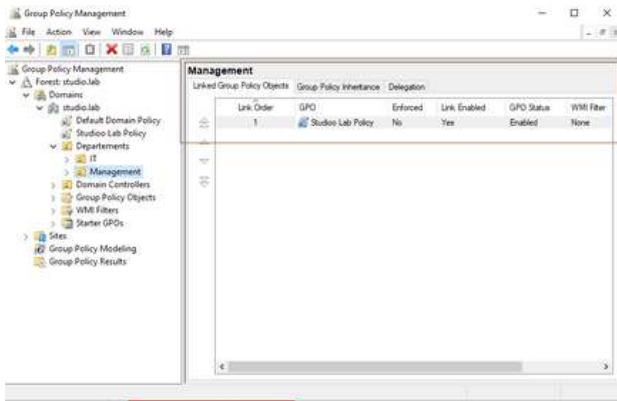 Group Policy Management
File Action View Window Help
Group Policy Management
Forest: studio.lab
Domains
studio.lab
Default Domain Policy
Studioo Lab Policy
Departements
IT
Management
Domain Controllers
Group Policy Objects
WMI Filters
Starter GPOs
Sites
Group Policy Modeling
Group Policy Results
Management
Linked Group Policy Objects Group Policy Inheritance Delegation
Link Order GPO Enforced Link Enabled GPO Status WMI Filter
1 Studioo Lab Policy No Yes Enabled None